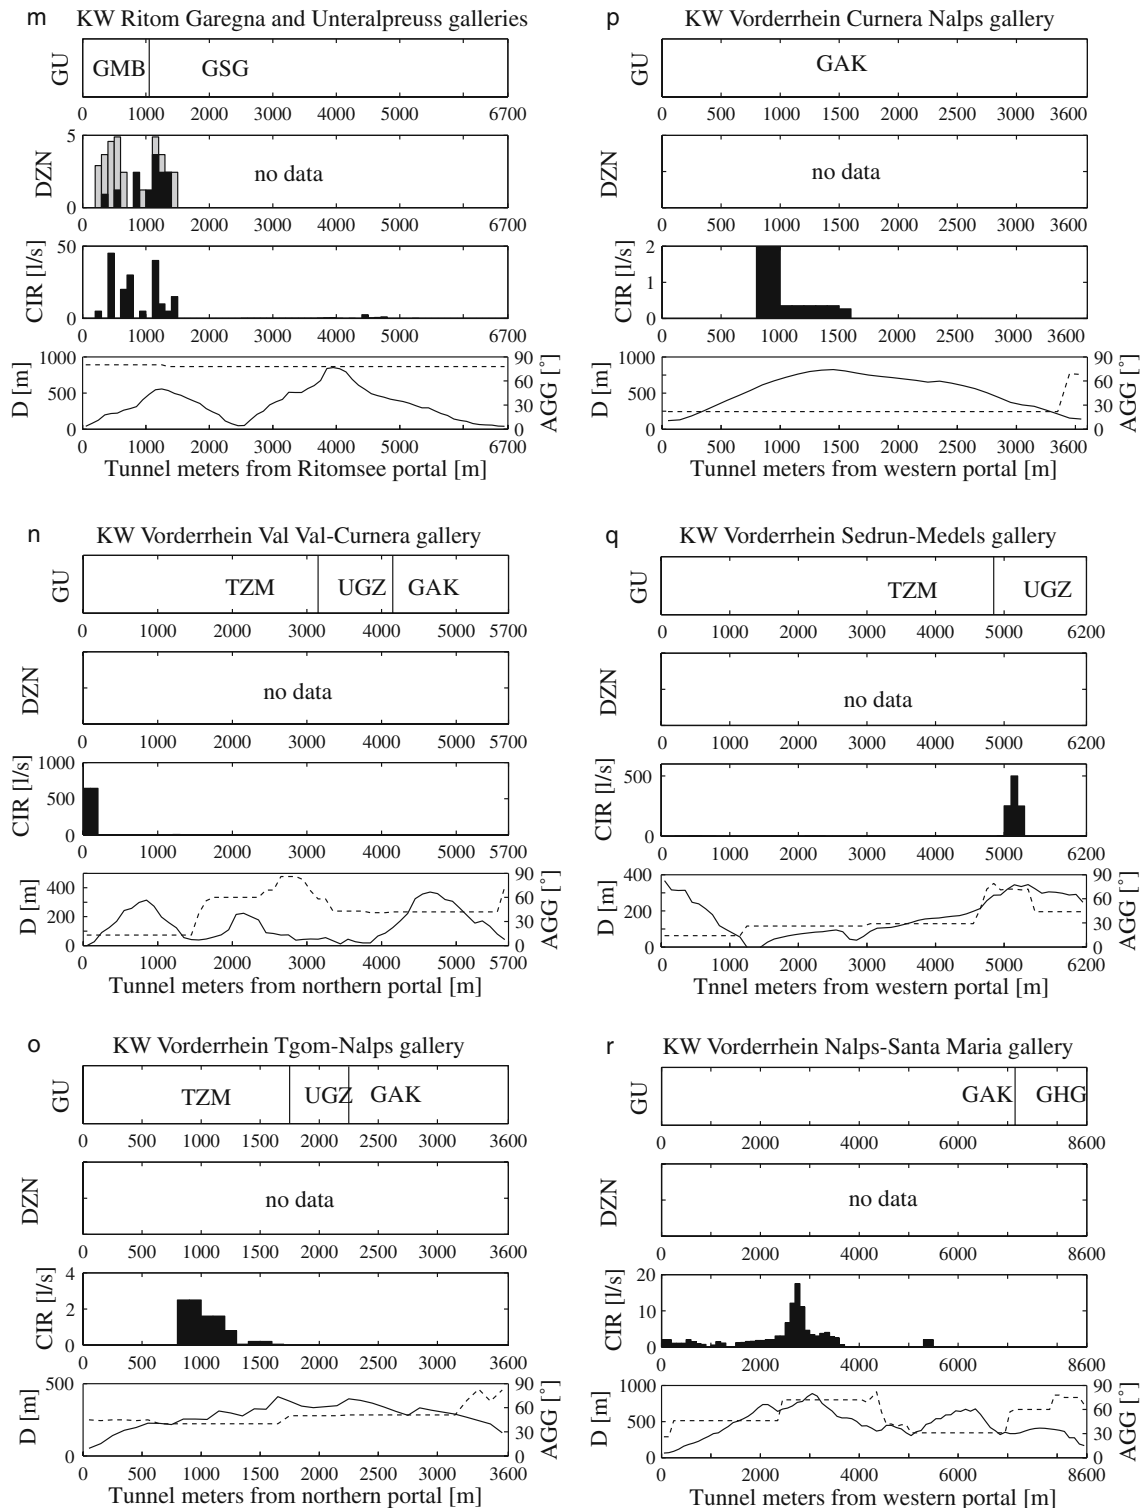 m KW Ritom Garegna and Unteralpreuss galleries
GU
GMB GSG
0 1000 2000 3000 4000 5000 6700
DZN
5
0
no data
0 1000 2000 3000 4000 5000 6700
CIR [l/s]
50
0
0 1000 2000 3000 4000 5000 6700
D [m]
1000
500
0
AGG [°]
90
60
30
0
0 1000 2000 3000 4000 5000 6700
Tunnel meters from Ritomsee portal [m]
p KW Vorderrhein Curnera Nalps gallery
GU
GAK
0 500 1000 1500 2000 2500 3000 3600
DZN
no data
0 500 1000 1500 2000 2500 3000 3600
CIR [l/s]
2
1
0
0 500 1000 1500 2000 2500 3000 3600
D [m]
1000
500
0
AGG [°]
90
60
30
0
0 500 1000 1500 2000 2500 3000 3600
Tunnel meters from western portal [m]
n KW Vorderrhein Val Val-Curnera gallery
GU
TZM UGZ GAK
0 1000 2000 3000 4000 5000 5700
DZN
no data
0 1000 2000 3000 4000 5000 5700
CIR [l/s]
1000
500
0
0 1000 2000 3000 4000 5000 5700
D [m]
400
200
0
AGG [°]
90
60
30
0
0 1000 2000 3000 4000 5000 5700
Tunnel meters from northern portal [m]
q KW Vorderrhein Sedrun-Medels gallery
GU
TZM UGZ
0 1000 2000 3000 4000 5000 6200
DZN
no data
0 1000 2000 3000 4000 5000 6200
CIR [l/s]
500
0
0 1000 2000 3000 4000 5000 6200
D [m]
400
200
0
AGG [°]
90
60
30
0
0 1000 2000 3000 4000 5000 6200
Tnnel meters from western portal [m]
o KW Vorderrhein Tgom-Nalps gallery
GU
TZM UGZ GAK
0 500 1000 1500 2000 2500 3000 3600
DZN
no data
0 500 1000 1500 2000 2500 3000 3600
CIR [l/s]
4
2
0
0 500 1000 1500 2000 2500 3000 3600
D [m]
500
0
AGG [°]
90
60
30
0
0 500 1000 1500 2000 2500 3000 3600
Tunnel meters from northern portal [m]
r KW Vorderrhein Nalps-Santa Maria gallery
GU
GAK GHG
0 2000 4000 6000 8600
DZN
no data
0 2000 4000 6000 8600
CIR [l/s]
20
10
0
0 2000 4000 6000 8600
D [m]
1000
500
0
AGG [°]
90
60
30
0
2000 4000 6000 8600
Tunnel meters from western portal [m]